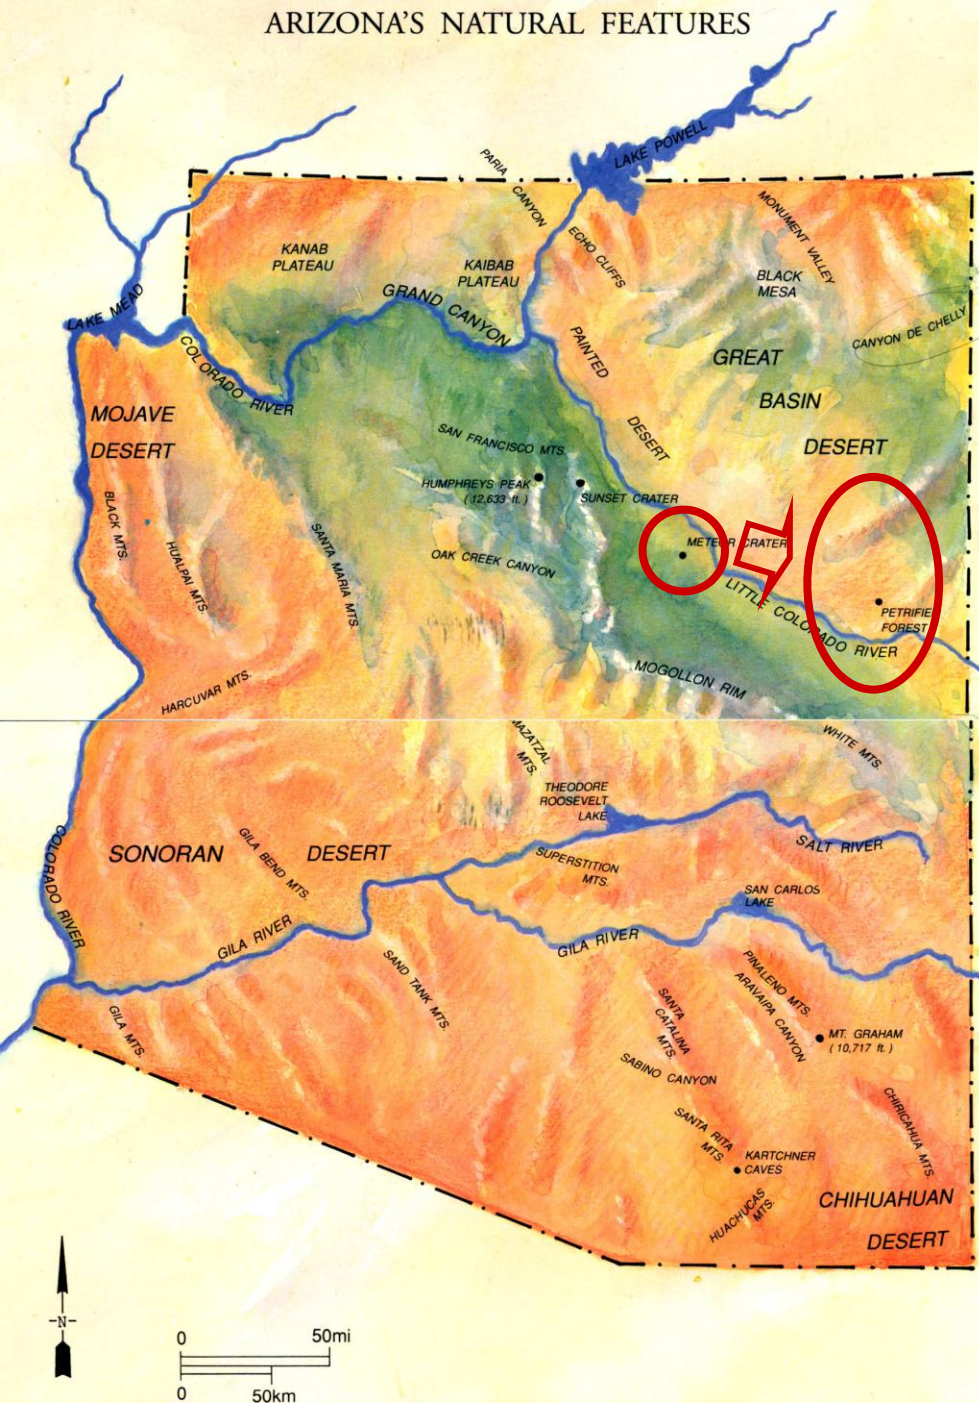 ARIZONA'S NATURAL FEATURES
LAKE POWELL
PARIA CANYON
ECHO CLIFFS
MONUMENT VALLEY
KANAB
PLATEAU
KAIBAB
PLATEAU
BLACK
MESA
LAKE MEAD
GRAND CANYON
CANYON DE CHELLY
COLORADO RIVER
PAINTED
DESERT
GREAT
BASIN
DESERT
MOJAVE
DESERT
SAN FRANCISCO MTS.
HUMPHREYS PEAK
(12,633 ft.)
SUNSET CRATER
BLACK MTS.
HUALPAI MTS.
SANTA MARIA MTS.
OAK CREEK CANYON
METEOR CRATER
LITTLE COLORADO RIVER
PETRIFIE
FOREST
HARCUVAR MTS.
MOGOLLON RIM
MAZATZAL
MTS.
WHITE MTS.
THEODORE
ROOSEVELT
LAKE
SALT RIVER
SONORAN DESERT
GILA BEND MTS.
SUPERSTITION
MTS.
SAN CARLOS
LAKE
COLORADO RIVER
GILA RIVER
GILA RIVER
SAND TANK MTS.
PINALENO MTS.
ARAVAIPA CANYON
SANTA
CATALINA
MTS.
GILA MTS.
MT. GRAHAM
(10,717 ft.)
SABINO CANYON
CHIRICAHUA MTS.
SANTA RITA
MTS.
KARTCHNER
CAVES
HUACHUCAS
MTS.
CHIHUAHUAN
DESERT
-N-
0 50mi
0 50km